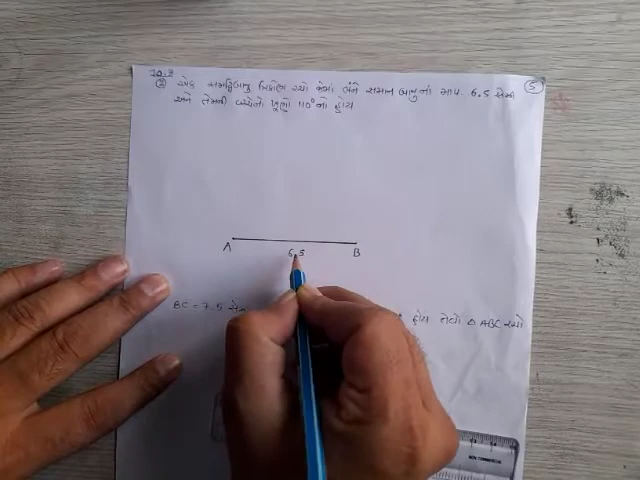 ② એક સમદ્વિબાજુ ત્રિકોણ રચો જેમાં બંને સમાન બાજુનાં માપ 6.5 સેમી ⑤
અને તેમની વચ્ચેનો ખૂણો 110° નો હોય
A B
6.5
BC = 7.5 સેમી હોય તેવો △ABC રચો